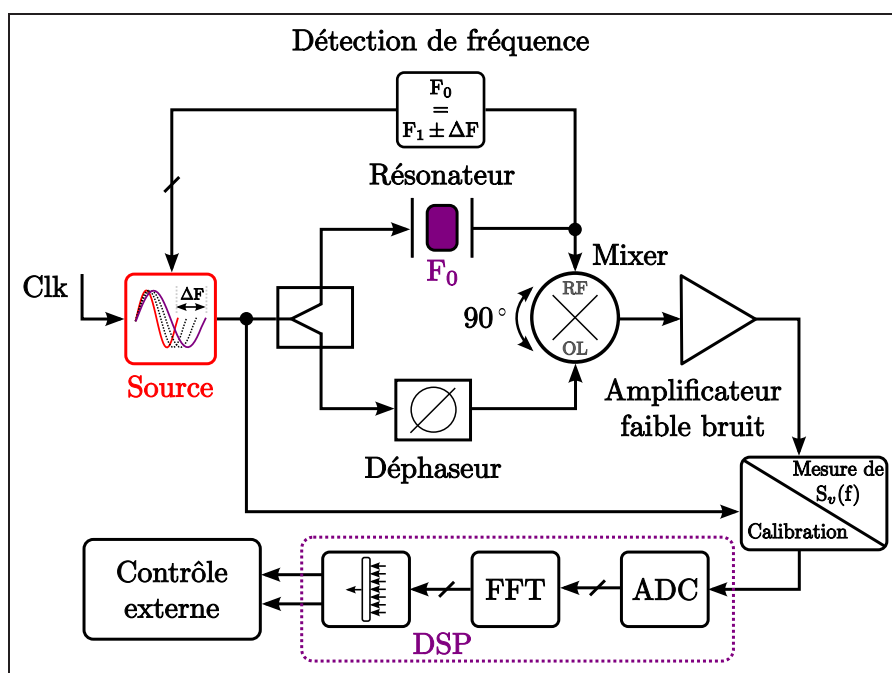 Détection de fréquence
F₀
=
F₁ ± ΔF
Résonateur
F₀
Mixer
Clk
ΔF
RF
90°
OL
Source
Amplificateur
faible bruit
Déphaseur
Mesure de
Sᵥ(f)
Calibration
Contrôle
externe
FFT
ADC
DSP